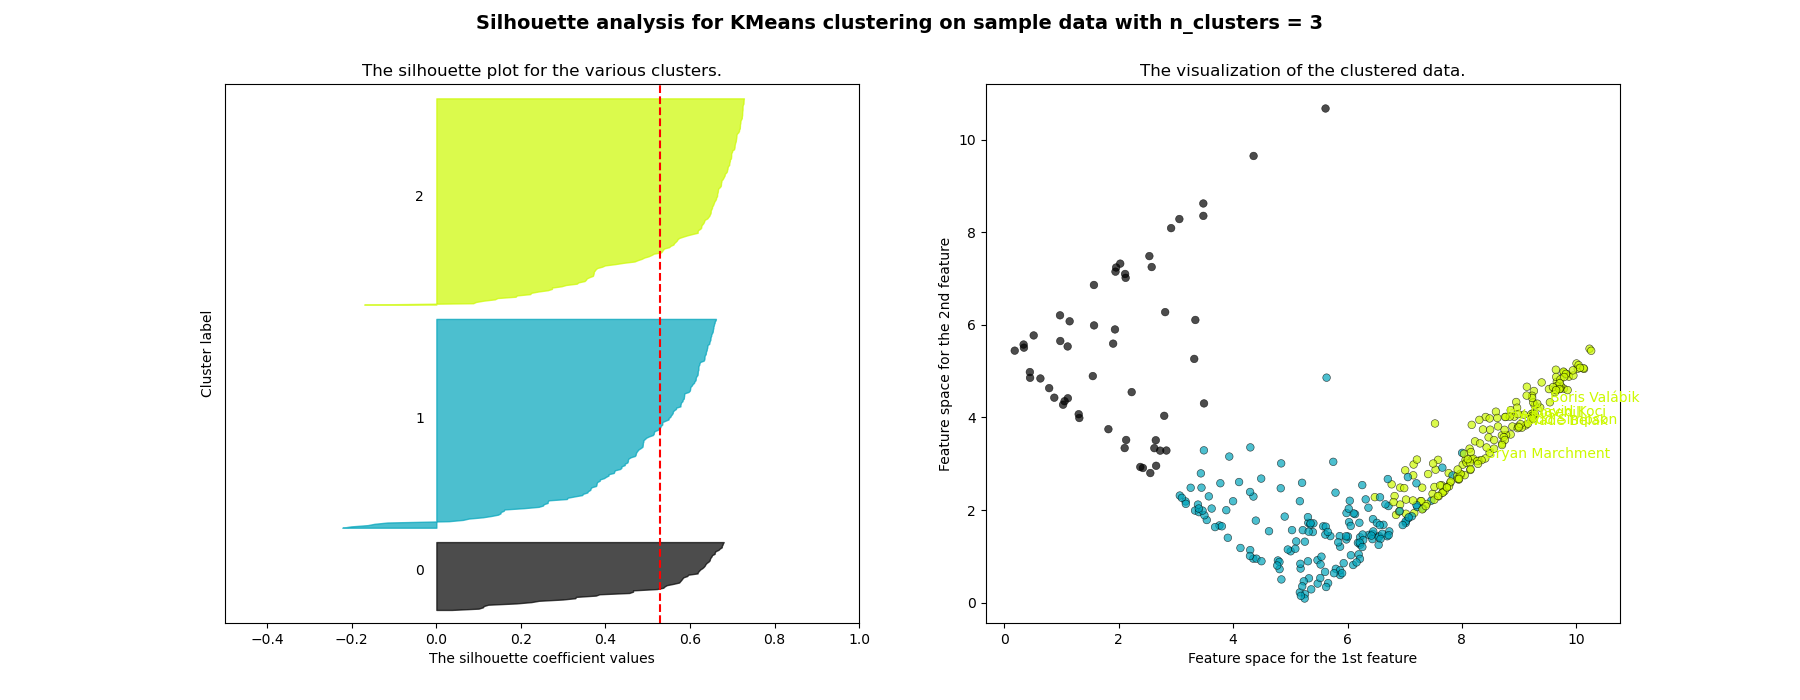 Silhouette analysis for KMeans clustering on sample data with n_clusters = 3
The silhouette plot for the various clusters.
2
1
0
Cluster label
−0.4 −0.2 0.0 0.2 0.4 0.6 0.8 1.0
The silhouette coefficient values
The visualization of the clustered data.
10
8
6
4
2
0
Feature space for the 2nd feature
Boris Valábik
Bryan Marchment
0 2 4 6 8 10
Feature space for the 1st feature